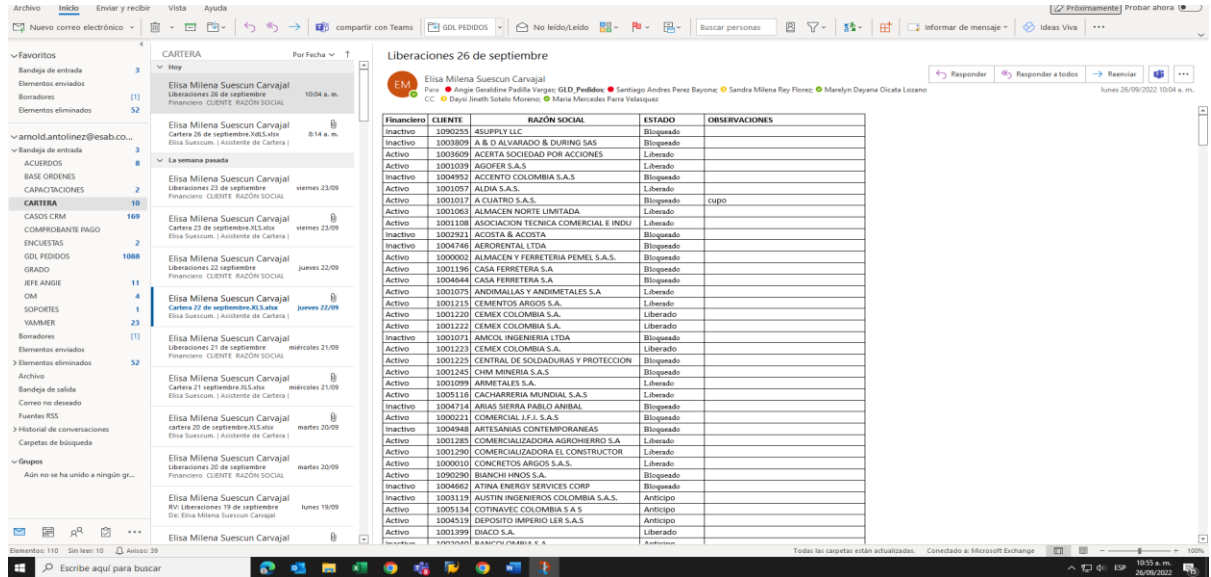 Archivo Inicio Enviar y recibir Vista Ayuda
Próximamente Probar ahora
Nuevo correo electrónico compartir con Teams GDL PEDIDOS No leído/Leído Buscar personas Informar de mensaje Ideas Viva
Favoritos
Bandeja de entrada 3
Elementos enviados
Borradores [1]
Elementos eliminados 52
arnold.antolinez@esab.co...
Bandeja de entrada 3
ACUERDOS 8
BASE ORDENES
CAPACITACIONES 2
CARTERA 10
CASOS CRM 169
COMPROBANTE PAGO
ENCUESTAS 2
GDL PEDIDOS 1088
GRADO
JEFE ANGIE 11
OM 4
SOPORTES 1
YAMMER 23
Borradores [1]
Elementos enviados
Elementos eliminados 52
Archivo
Bandeja de salida
Correo no deseado
Fuentes RSS
Historial de conversaciones
Carpetas de búsqueda
Grupos
Aún no se ha unido a ningún gr...
CARTERA Por Fecha
Hoy
Elisa Milena Suescun Carvajal
Liberaciones 26 de septiembre 10:04 a. m.
Financiero CLIENTE RAZÓN SOCIAL
Elisa Milena Suescun Carvajal
Cartera 26 de septiembre.XdLS.xlsx 8:14 a. m.
Elisa Suescum. | Asistente de Cartera |
La semana pasada
Elisa Milena Suescun Carvajal
Liberaciones 23 de septiembre viernes 23/09
Financiero CLIENTE RAZÓN SOCIAL
Elisa Milena Suescun Carvajal
Cartera 23 de septiembre.XLS.xlsx viernes 23/09
Elisa Suescum. | Asistente de Cartera |
Elisa Milena Suescun Carvajal
Liberaciones 22 septiembre jueves 22/09
Financiero CLIENTE RAZÓN SOCIAL
Elisa Milena Suescun Carvajal
Cartera 22 de septiembre.XLS.xlsx jueves 22/09
Elisa Suescum. | Asistente de Cartera |
Elisa Milena Suescun Carvajal
Liberaciones 21 de septiembre miércoles 21/09
Financiero CLIENTE RAZÓN SOCIAL
Elisa Milena Suescun Carvajal
Cartera 21 septiembre.XLS.xlsx miércoles 21/09
Elisa Suescum. | Asistente de Cartera |
Elisa Milena Suescun Carvajal
cartera 20 de septiembre.XLS.xlsx martes 20/09
Elisa Suescum. | Asistente de Cartera |
Elisa Milena Suescun Carvajal
Liberaciones 20 de septiembre martes 20/09
Financiero CLIENTE RAZÓN SOCIAL
Elisa Milena Suescun Carvajal
RV: Liberaciones 19 de septiembre lunes 19/09
De: Elisa Milena Suescun Carvajal
Elisa Milena Suescun Carvajal
Liberaciones 26 de septiembre
EM
Elisa Milena Suescun Carvajal
Para Angie Geraldine Padilla Vargas; GLD_Pedidos; Santiago Andres Perez Bayona; Sandra Milena Rey Florez; Marelyn Dayana Oicata Lozano
CC Daysi Jineth Sotelo Moreno; Maria Mercedes Parra Velasquez
Responder Responder a todos Reenviar
lunes 26/09/2022 10:04 a. m.
Financiero CLIENTE RAZÓN SOCIAL ESTADO OBSERVACIONES
Inactivo 1090255 4SUPPLY LLC Bloqueado
Inactivo 1003809 A & D ALVARADO & DURING SAS Bloqueado
Activo 1003609 ACERTA SOCIEDAD POR ACCIONES Liberado
Activo 1001039 AGOFER S.A.S Liberado
Inactivo 1004952 ACCENTO COLOMBIA S.A.S Bloqueado
Activo 1001057 ALDIA S.A.S. Liberado
Activo 1001017 A CUATRO S.A.S. Bloqueado cupo
Activo 1001063 ALMACEN NORTE LIMITADA Liberado
Activo 1001108 ASOCIACION TECNICA COMERCIAL E INDU Liberado
Inactivo 1002921 ACOSTA & ACOSTA Bloqueado
Inactivo 1004746 AERORENTAL LTDA Bloqueado
Activo 1000002 ALMACEN Y FERRETERIA PEMEL S.A.S. Bloqueado
Activo 1001196 CASA FERRETERA S.A Bloqueado
Activo 1004644 CASA FERRETERA S.A Bloqueado
Activo 1001075 ANDIMALLAS Y ANDIMETALES S.A Liberado
Activo 1001215 CEMENTOS ARGOS S.A. Liberado
Activo 1001220 CEMEX COLOMBIA S.A. Liberado
Activo 1001222 CEMEX COLOMBIA S.A. Liberado
Inactivo 1001071 AMCOL INGENIERIA LTDA Bloqueado
Activo 1001223 CEMEX COLOMBIA S.A. Liberado
Activo 1001225 CENTRAL DE SOLDADURAS Y PROTECCION Bloqueado
Activo 1001245 CHM MINERIA S.A.S Bloqueado
Activo 1001099 ARMETALES S.A. Liberado
Activo 1005116 CACHARRERIA MUNDIAL S.A.S Liberado
Inactivo 1004714 ARIAS SIERRA PABLO ANIBAL Bloqueado
Activo 1000221 COMERCIAL J.F.I. S.A.S Bloqueado
Inactivo 1004948 ARTESANIAS CONTEMPORANEAS Bloqueado
Activo 1001285 COMERCIALIZADORA AGROHIERRO S.A Liberado
Activo 1001290 COMERCIALIZADORA EL CONSTRUCTOR Liberado
Activo 1000010 CONCRETOS ARGOS S.A.S. Liberado
Activo 1090290 BIANCHI HNOS S.A. Bloqueado
Inactivo 1004662 ATINA ENERGY SERVICES CORP Bloqueado
Inactivo 1003119 AUSTIN INGENIEROS COLOMBIA S.A.S. Anticipo
Activo 1005134 COTINAVEC COLOMBIA S A S Anticipo
Activo 1004519 DEPOSITO IMPERIO LER S.A.S Anticipo
Activo 1001399 DIACO S.A. Liberado
Elementos: 110 Sin leer: 10 Avisos: 39
Todas las carpetas están actualizadas. Conectado a: Microsoft Exchange 100%
Escribe aquí para buscar
ESP
10:55 a. m.
26/09/2022